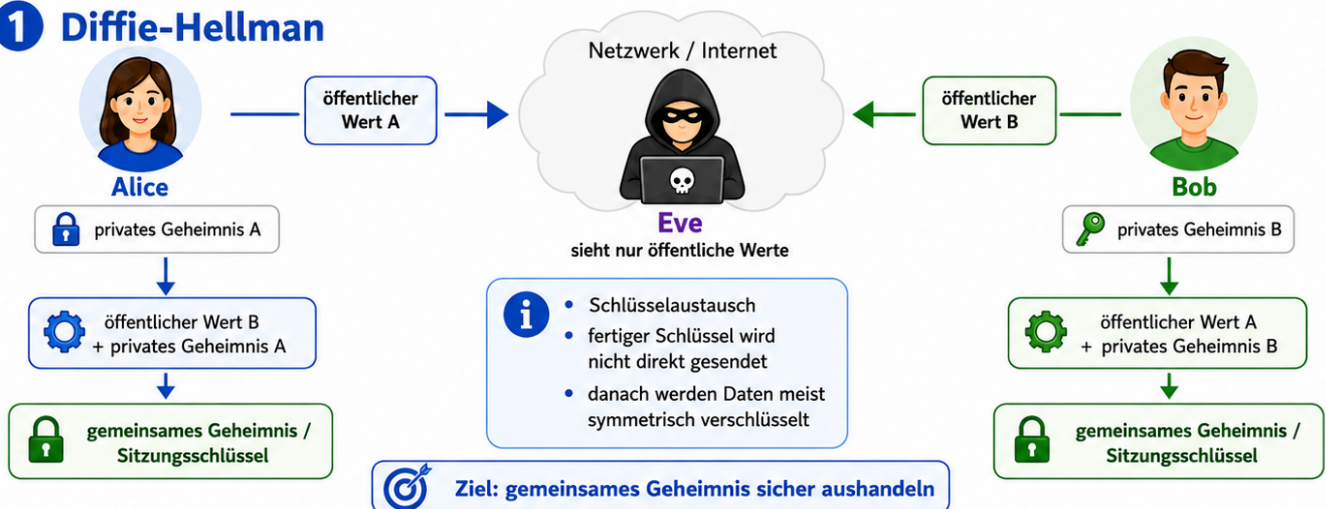 1 Diffie-Hellman
Netzwerk / Internet
öffentlicher
Wert A
öffentlicher
Wert B
Alice
Eve
sieht nur öffentliche Werte
Bob
privates Geheimnis A
öffentlicher Wert B
+ privates Geheimnis A
gemeinsames Geheimnis /
Sitzungsschlüssel
i
• Schlüsselaustausch
• fertiger Schlüssel wird
nicht direkt gesendet
• danach werden Daten meist
symmetrisch verschlüsselt
privates Geheimnis B
öffentlicher Wert A
+ privates Geheimnis B
gemeinsames Geheimnis /
Sitzungsschlüssel
Ziel: gemeinsames Geheimnis sicher aushandeln